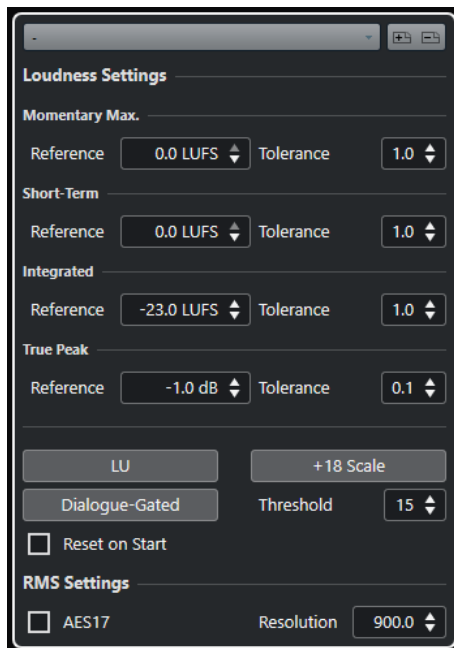 -
Loudness Settings
Momentary Max.
Reference 0.0 LUFS Tolerance 1.0
Short-Term
Reference 0.0 LUFS Tolerance 1.0
Integrated
Reference -23.0 LUFS Tolerance 1.0
True Peak
Reference -1.0 dB Tolerance 0.1
LU +18 Scale
Dialogue-Gated Threshold 15
Reset on Start
RMS Settings
AES17 Resolution 900.0